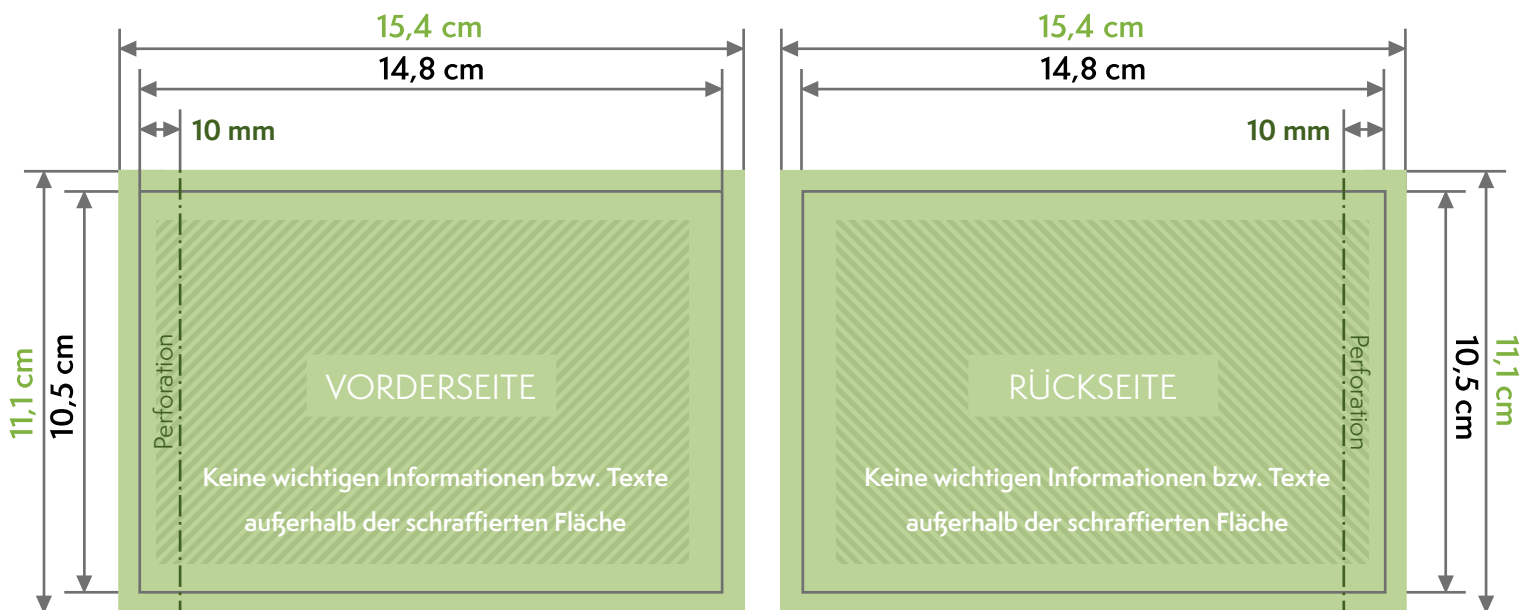 15,4 cm
14,8 cm
10 mm
11,1 cm
10,5 cm
Perforation
VORDERSEITE
Keine wichtigen Informationen bzw. Texte
außerhalb der schraffierten Fläche
15,4 cm
14,8 cm
10 mm
RÜCKSEITE
Keine wichtigen Informationen bzw. Texte
außerhalb der schraffierten Fläche
Perforation
10,5 cm
11,1 cm